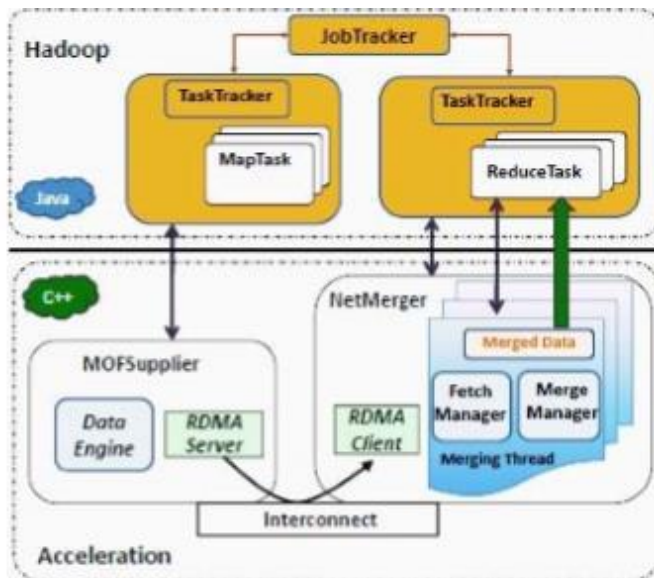 JobTracker
Hadoop
TaskTracker
TaskTracker
MapTask
ReduceTask
Java
C++
NetMerger
Merged Data
MOFSupplier
Fetch
Manager
Merge
Manager
Data
Engine
RDMA
Server
RDMA
Client
Merging Thread
Interconnect
Acceleration